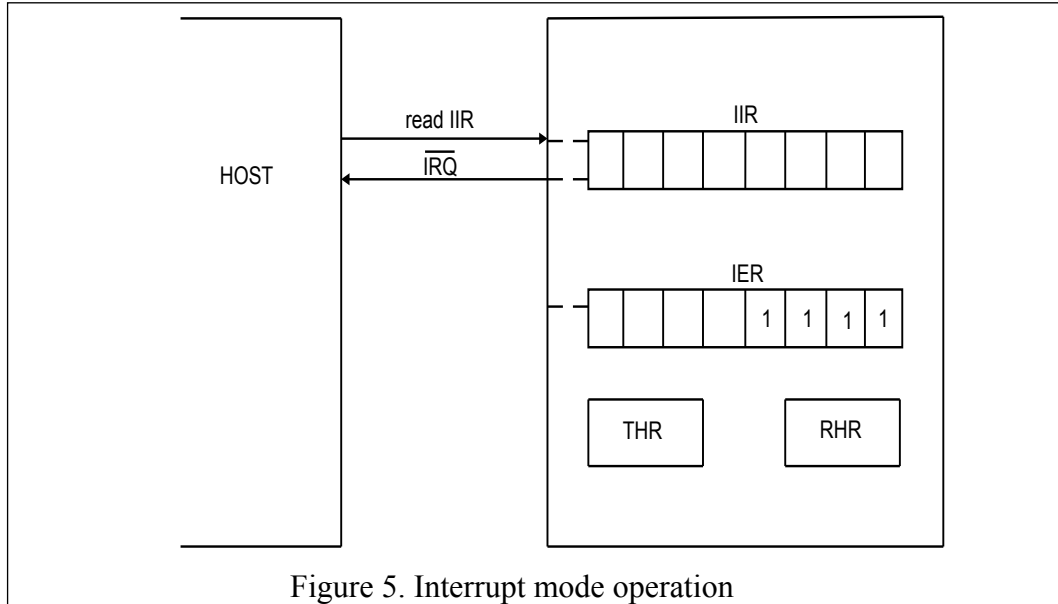 read IIR
IIR
HOST
IRQ
IER
1 1 1 1
THR
RHR
Figure 5. Interrupt mode operation